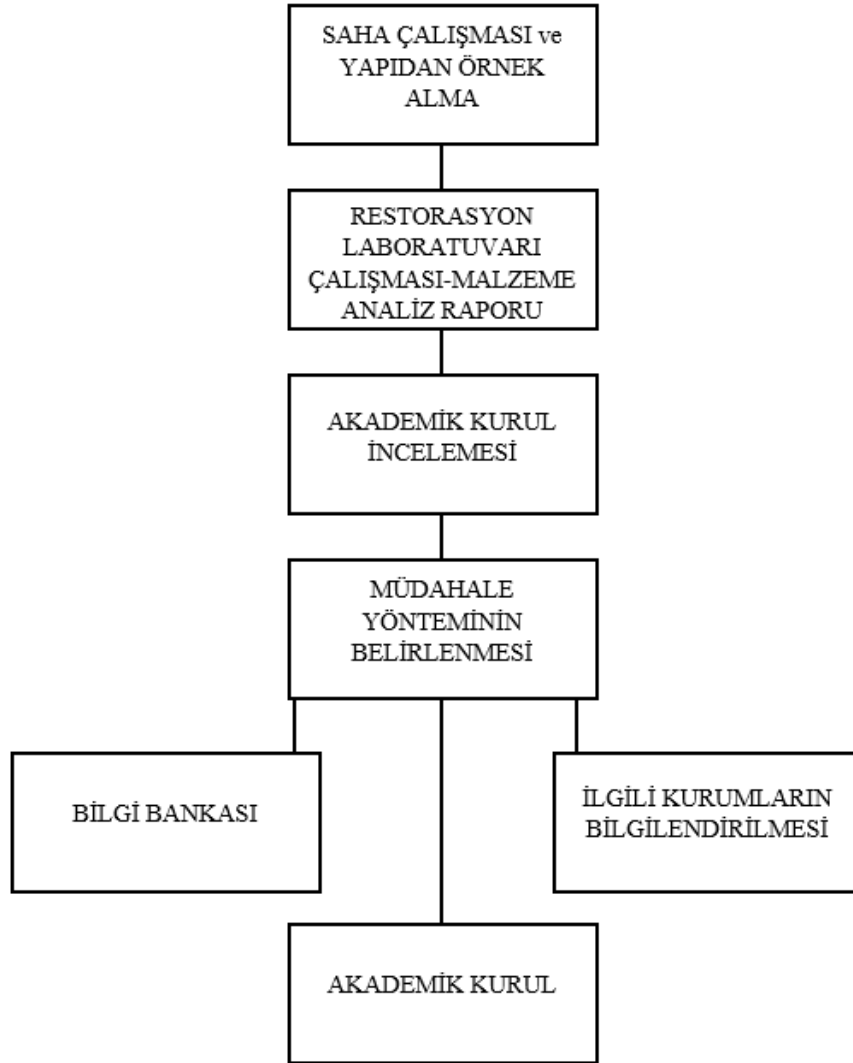 SAHA ÇALIŞMASI ve
YAPIDAN ÖRNEK
ALMA
RESTORASYON
LABORATUVARI
ÇALIŞMASI-MALZEME
ANALİZ RAPORU
AKADEMİK KURUL
İNCELEMESİ
MÜDAHALE
YÖNTEMİNİN
BELİRLENMESİ
BİLGİ BANKASI
İLGİLİ KURUMLARIN
BİLGİLENDİRİLMESİ
AKADEMİK KURUL